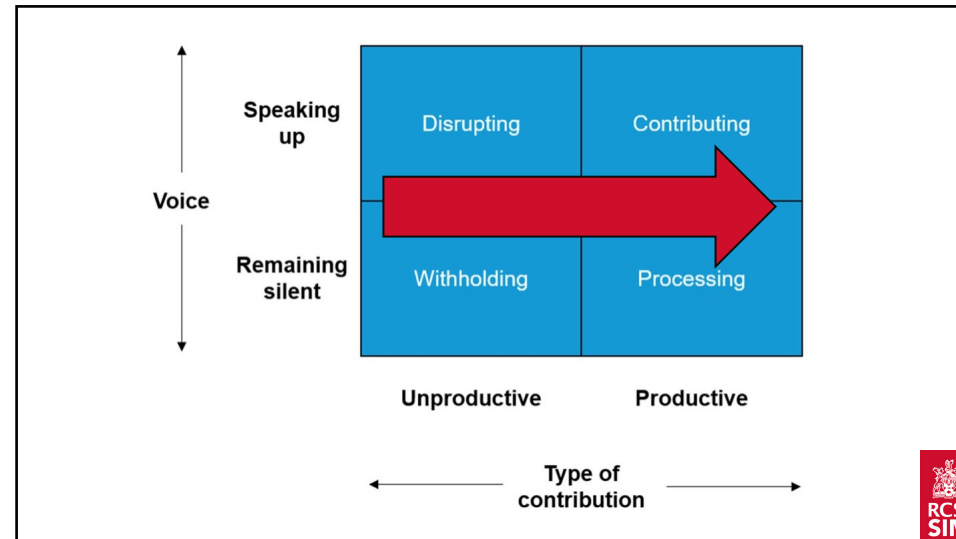 Speaking
up
Disrupting
Contributing
Voice
Remaining
silent
Withholding
Processing
Unproductive
Productive
Type of
contribution